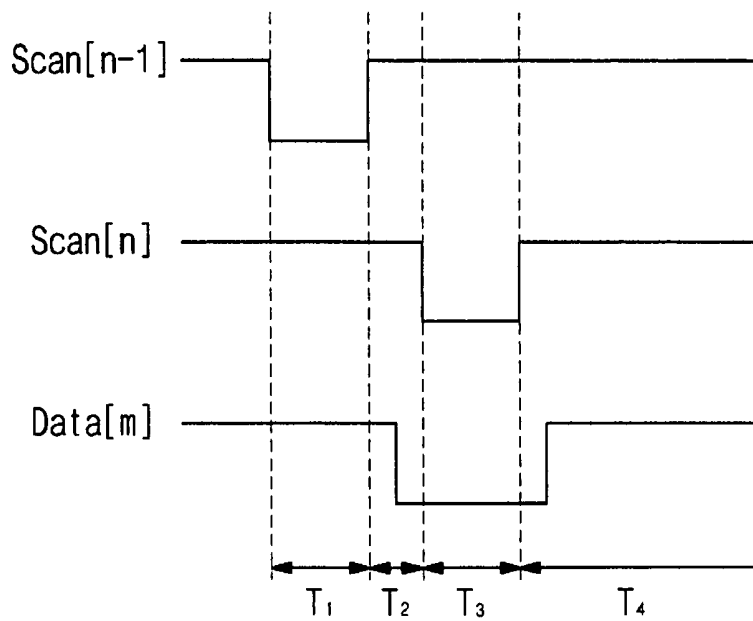 Scan[n-1]
Scan[n]
Data[m]
T₁ T₂ T₃ T₄